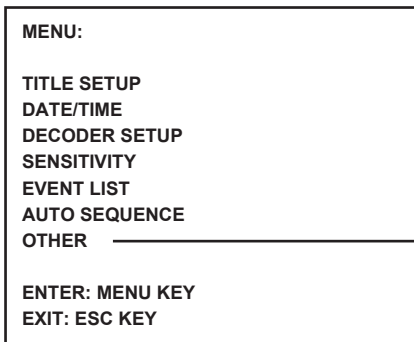 MENU:
TITLE SETUP
DATE/TIME
DECODER SETUP
SENSITIVITY
EVENT LIST
AUTO SEQUENCE
OTHER
ENTER: MENU KEY
EXIT: ESC KEY